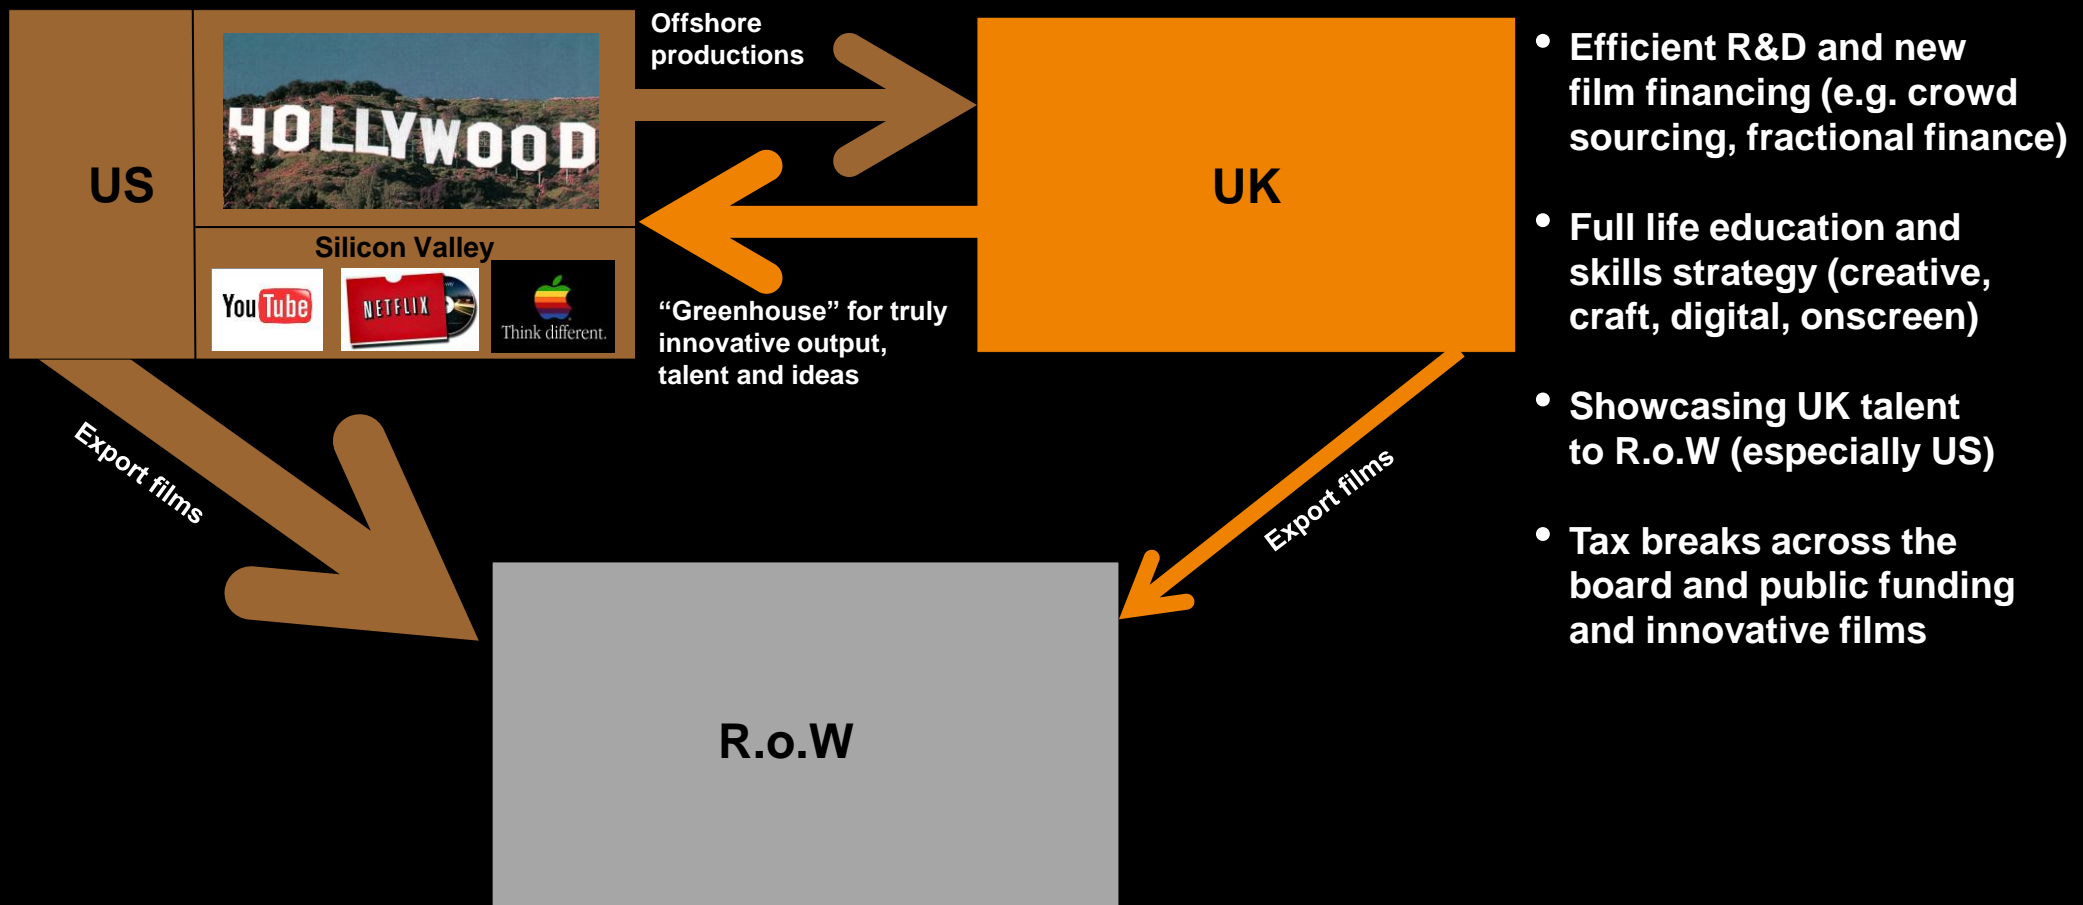 US
HOLLYWOOD
Silicon Valley
YouTube
NETFLIX
Think different.
Offshore
productions
“Greenhouse” for truly
innovative output,
talent and ideas
UK
Export films
Export films
R.o.W
• Efficient R&D and new
film financing (e.g. crowd
sourcing, fractional finance)
• Full life education and
skills strategy (creative,
craft, digital, onscreen)
• Showcasing UK talent
to R.o.W (especially US)
• Tax breaks across the
board and public funding
and innovative films